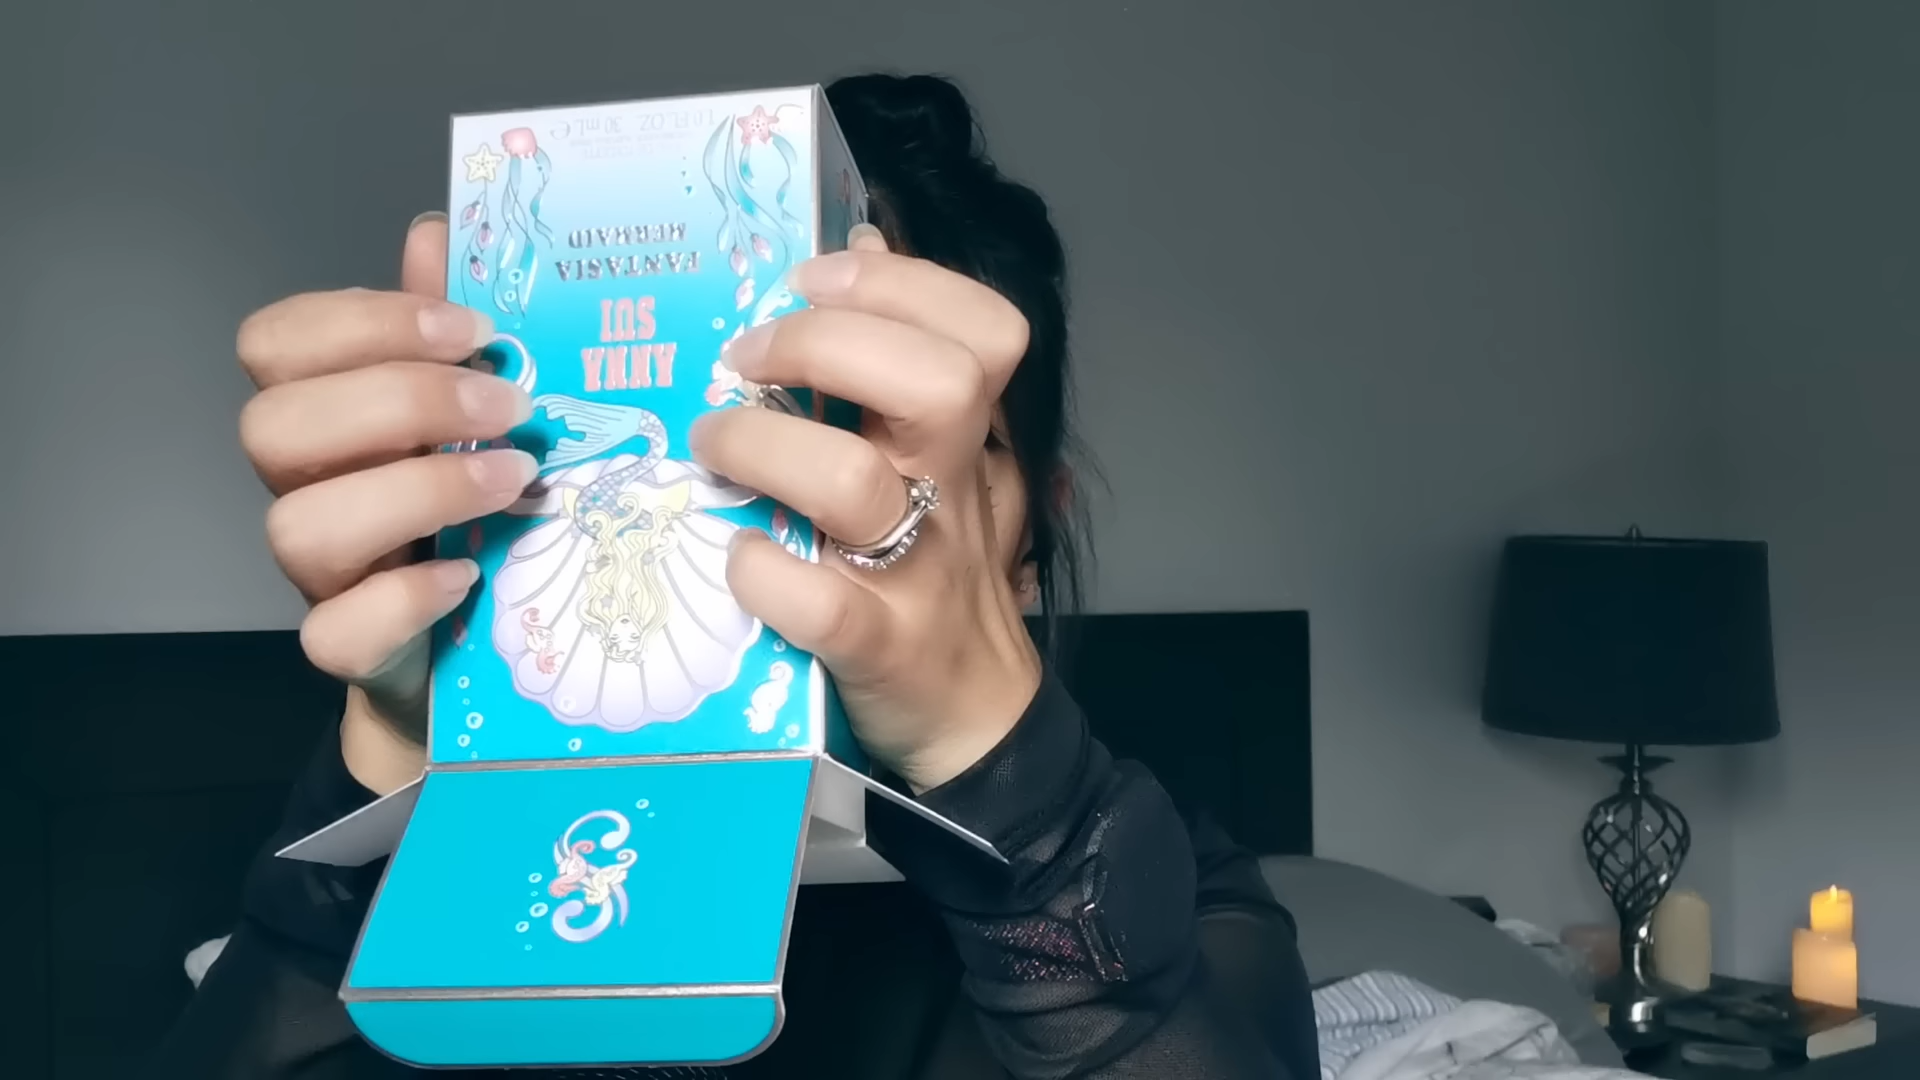 ANNA
SUI
FANTASIA
MERMAID
1.0 FL. OZ. 30 mL e